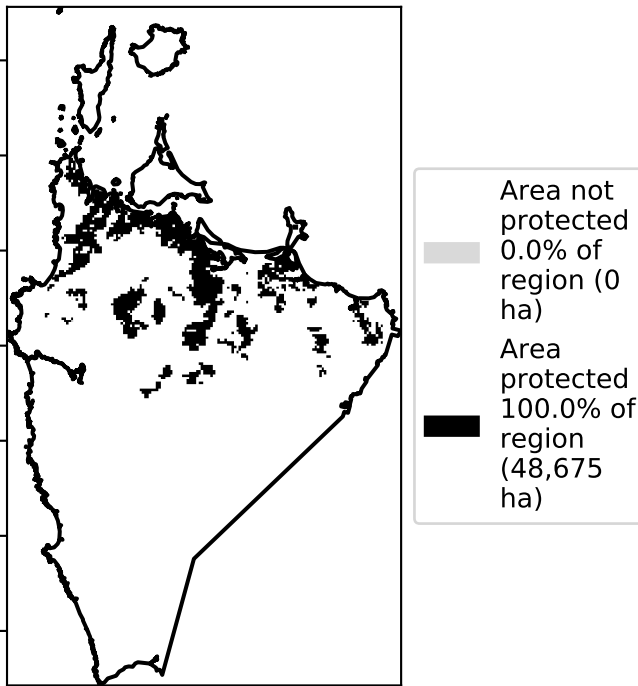 Area not
protected
0.0% of
region (0
ha)
Area
protected
100.0% of
region
(48,675
ha)